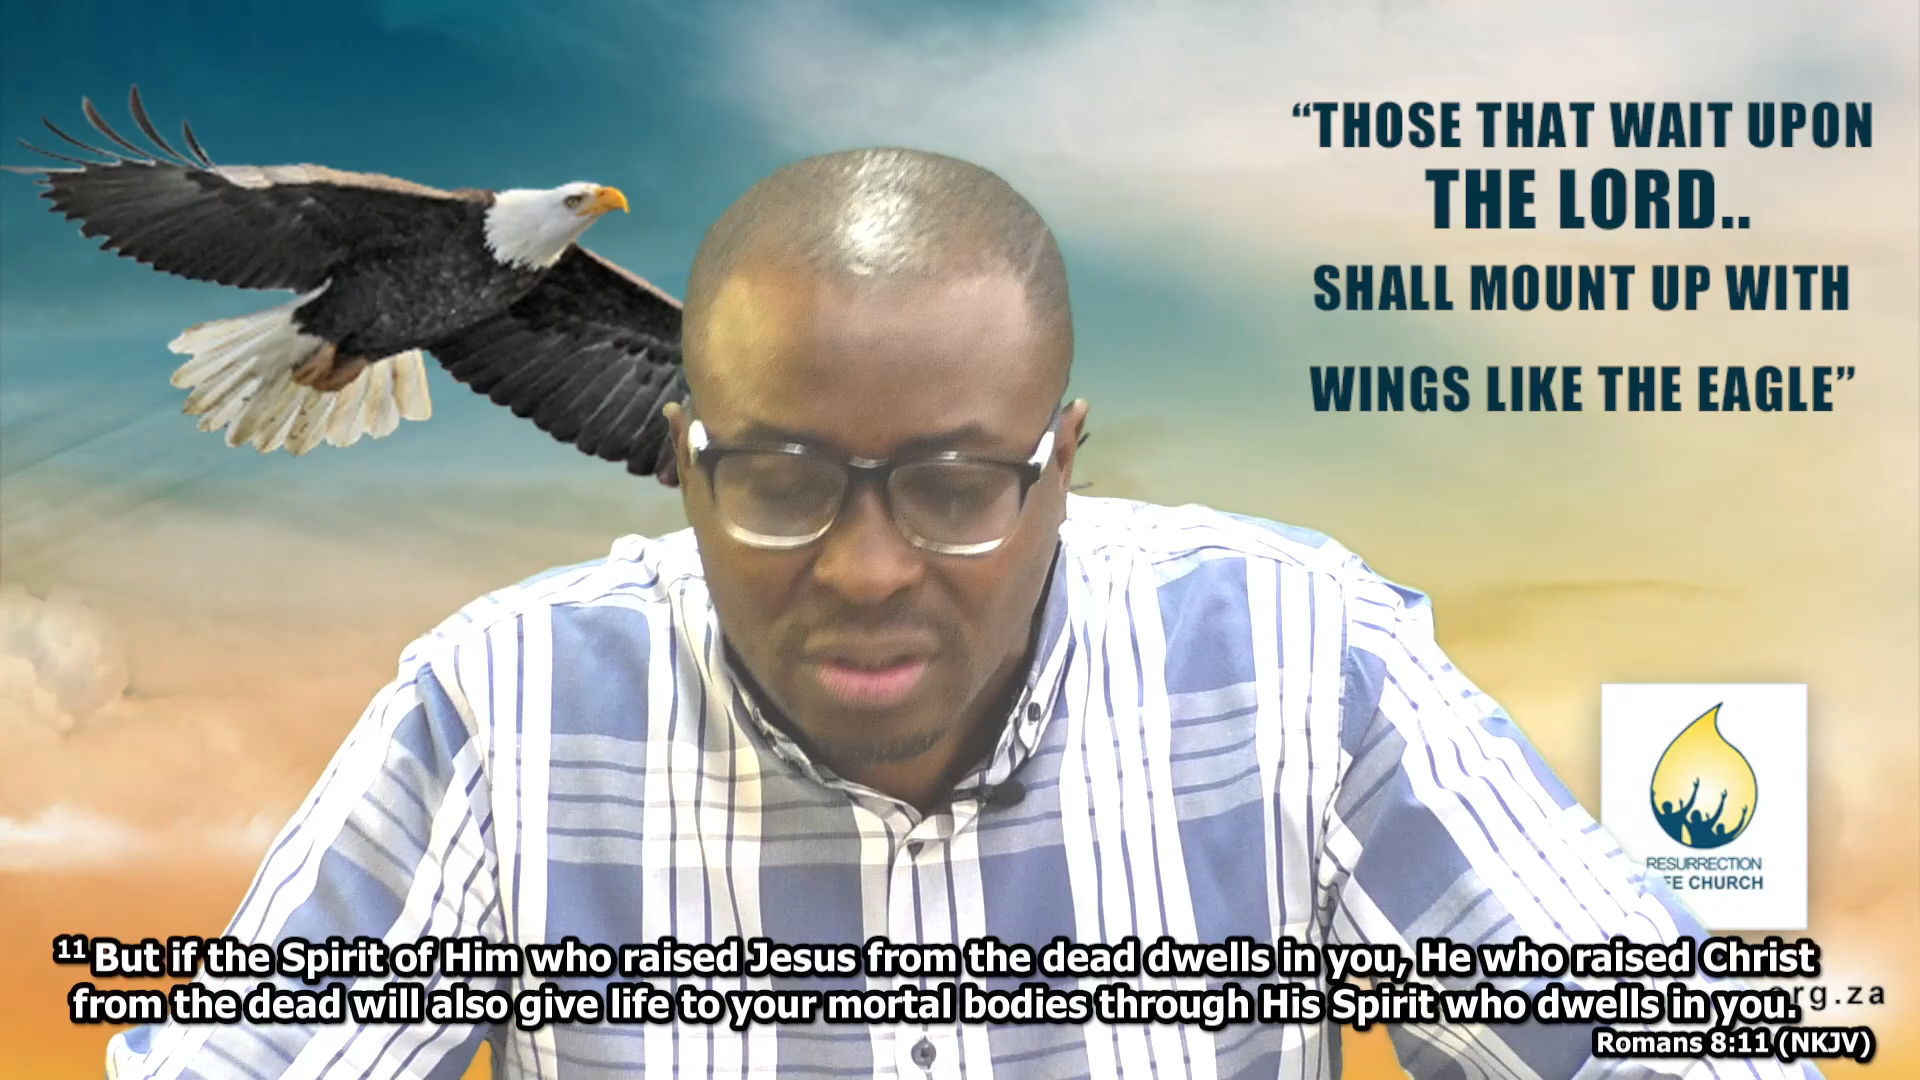 “THOSE THAT WAIT UPON
THE LORD..
SHALL MOUNT UP WITH
WINGS LIKE THE EAGLE”
RESURRECTION
FE CHURCH
11 But if the Spirit of Him who raised Jesus from the dead dwells in you, He who raised Christ
from the dead will also give life to your mortal bodies through His Spirit who dwells in you.
rg.za
Romans 8:11 (NKJV)